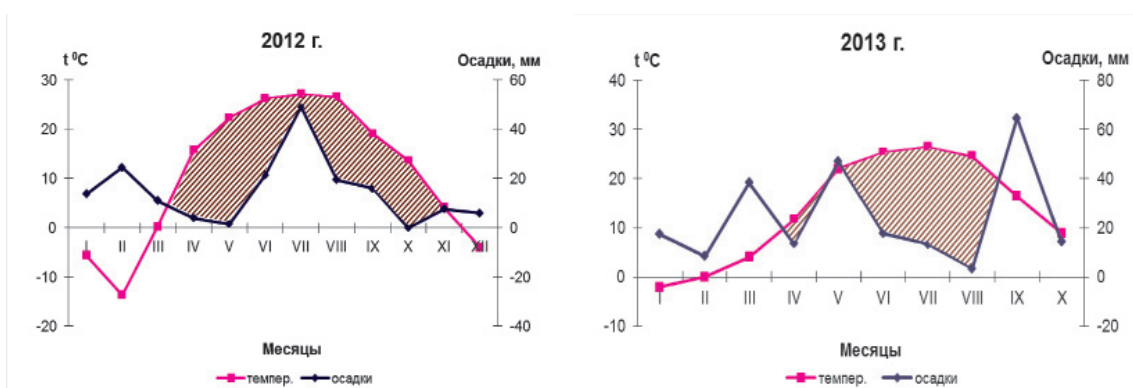 2012 г.
t ⁰C
Осадки, мм
30
20
10
0
-10
-20
60
40
20
0
-20
-40
I II III IV V VI VII VIII IX X XI XII
Месяцы
темпер. осадки
2013 г.
t ⁰C
Осадки, мм
40
30
20
10
0
-10
80
60
40
20
0
-20
I II III IV V VI VII VIII IX X
Месяцы
темпер. осадки